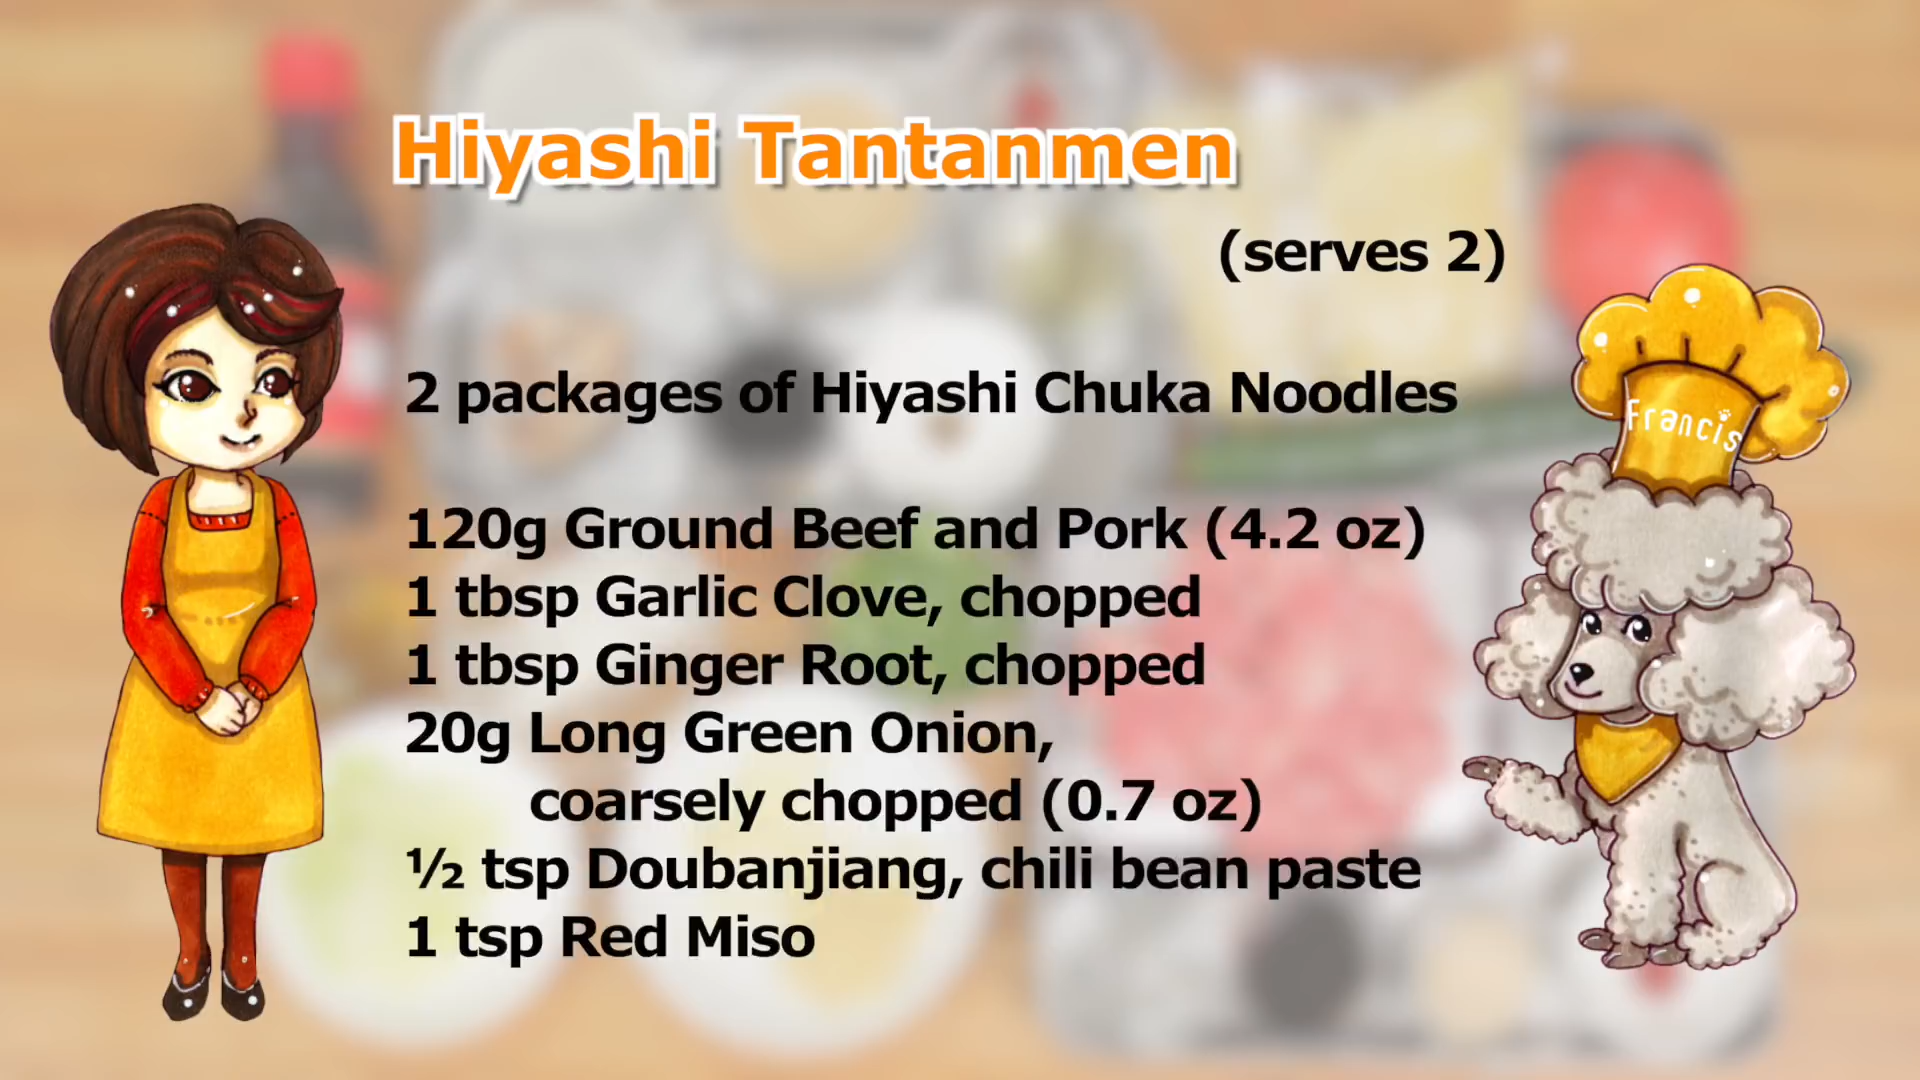 Hiyashi Tantanmen
(serves 2)
2 packages of Hiyashi Chuka Noodles
120g Ground Beef and Pork (4.2 oz)
1 tbsp Garlic Clove, chopped
1 tbsp Ginger Root, chopped
20g Long Green Onion,
coarsely chopped (0.7 oz)
½ tsp Doubanjiang, chili bean paste
1 tsp Red Miso
Francis